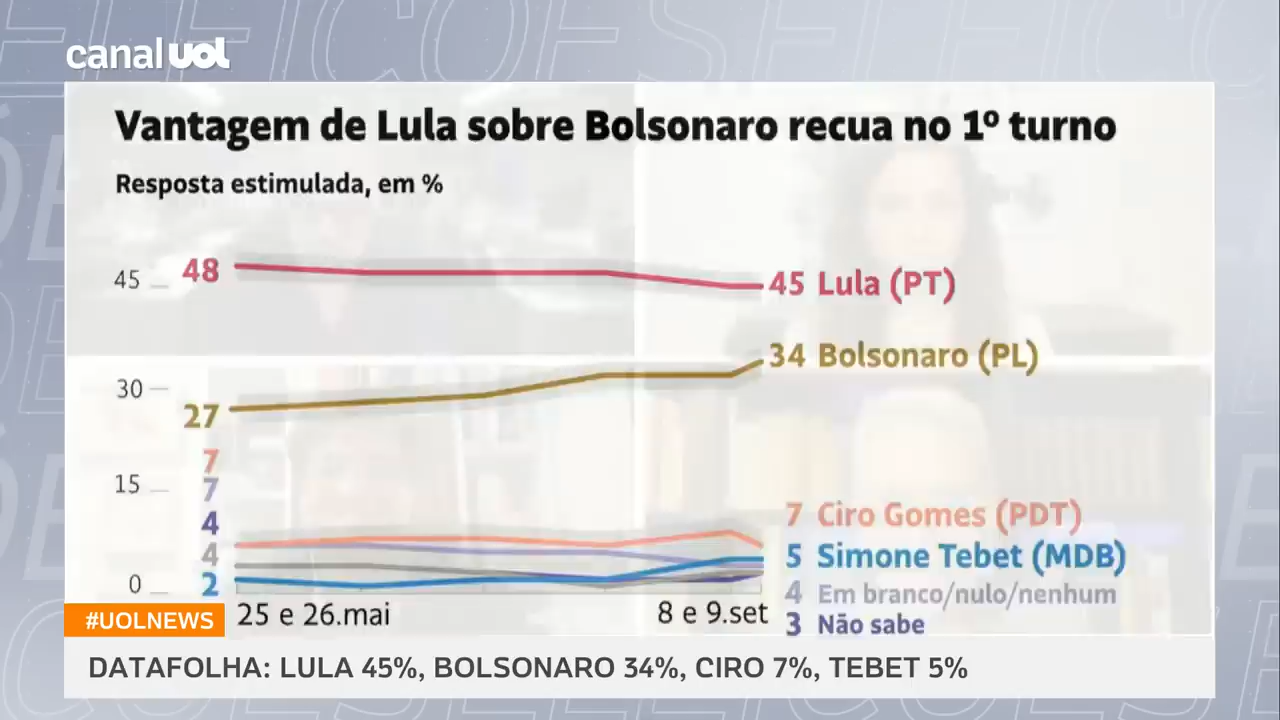 canal uol
Vantagem de Lula sobre Bolsonaro recua no 1º turno
Resposta estimulada, em %
45
48
45 Lula (PT)
34 Bolsonaro (PL)
30
27
7
15
7
7 Ciro Gomes (PDT)
4
4
5 Simone Tebet (MDB)
0
2
4 Em branco/nulo/nenhum
25 e 26.mai
8 e 9.set
3 Não sabe
#UOLNEWS
DATAFOLHA: LULA 45%, BOLSONARO 34%, CIRO 7%, TEBET 5%